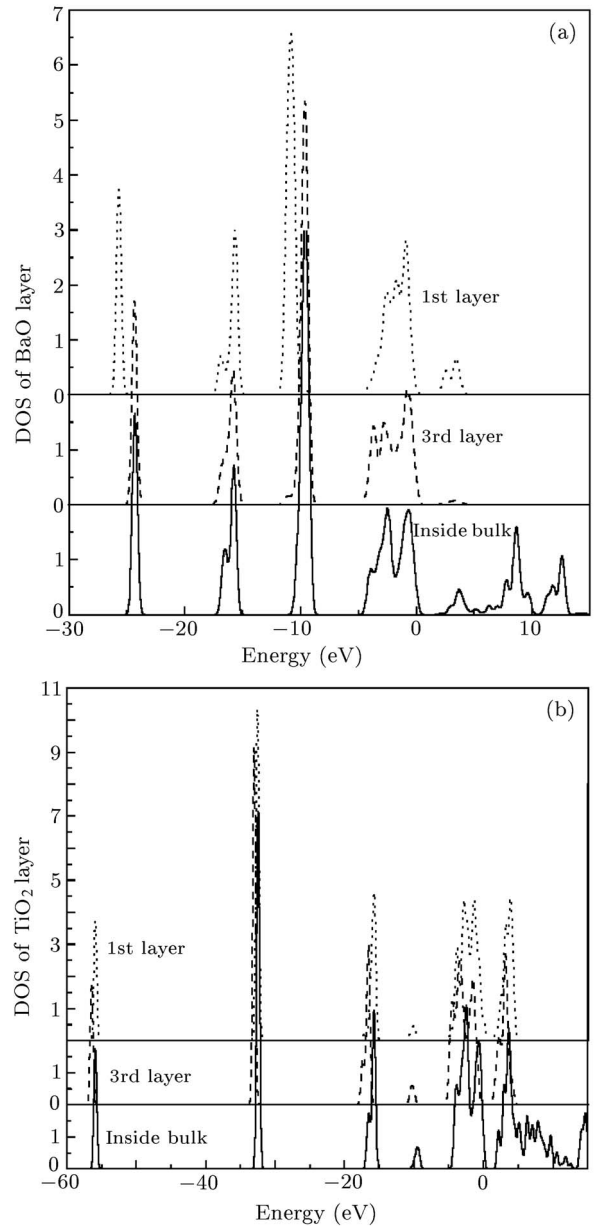 (a)
7
6
5
4
3
2
1
0
1
0
1
0
DOS of BaO layer
1st layer
3rd layer
Inside bulk
−30
−20
−10
0
10
Energy (eV)
(b)
11
9
7
5
3
1
1
0
1
0
DOS of TiO2 layer
1st layer
3rd layer
Inside bulk
−60
−40
−20
0
Energy (eV)